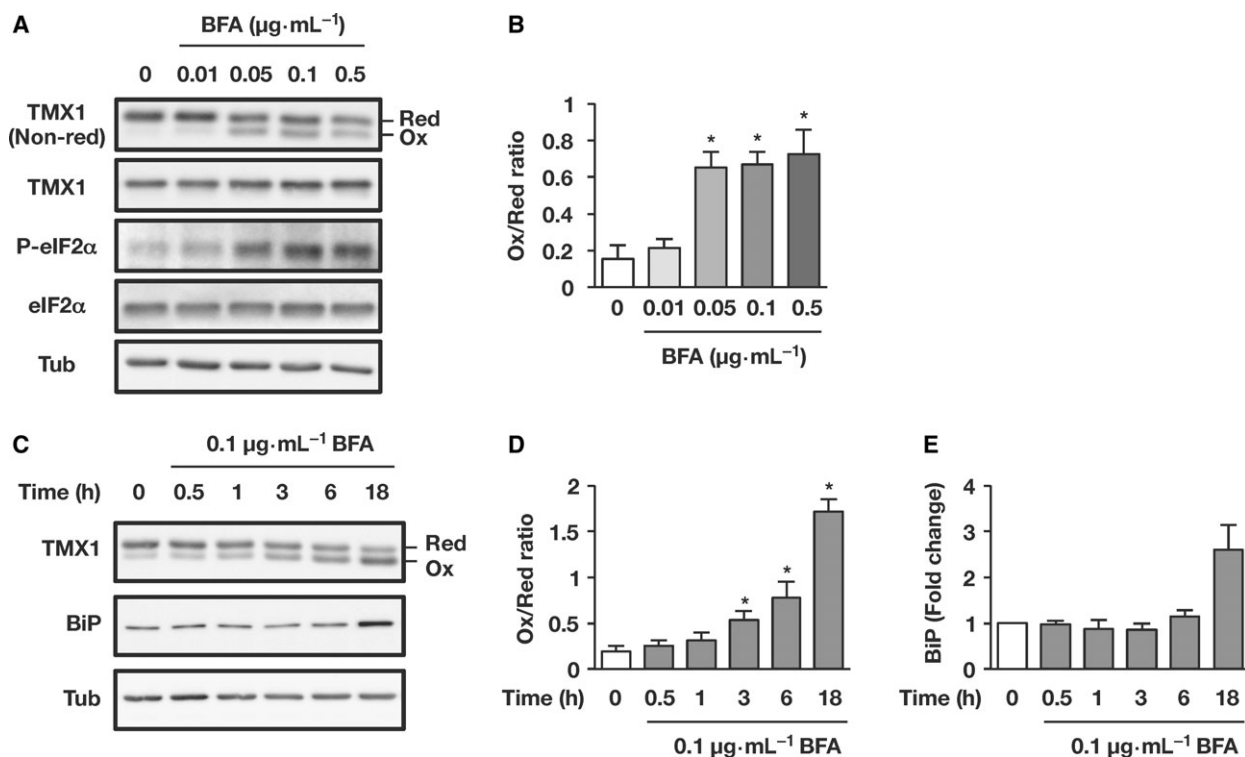 A
BFA (µg·mL⁻¹)
0 0.01 0.05 0.1 0.5
TMX1
(Non-red)
Red
Ox
TMX1
P-eIF2α
eIF2α
Tub
B
Ox/Red ratio
1
0.8
0.6
0.4
0.2
0
* * *
0 0.01 0.05 0.1 0.5
BFA (µg·mL⁻¹)
C
0.1 µg·mL⁻¹ BFA
Time (h) 0 0.5 1 3 6 18
TMX1
Red
Ox
BiP
Tub
D
Ox/Red ratio
2
1.5
1
0.5
0
* * *
Time (h) 0 0.5 1 3 6 18
0.1 µg·mL⁻¹ BFA
E
BiP (Fold change)
4
3
2
1
0
Time (h) 0 0.5 1 3 6 18
0.1 µg·mL⁻¹ BFA